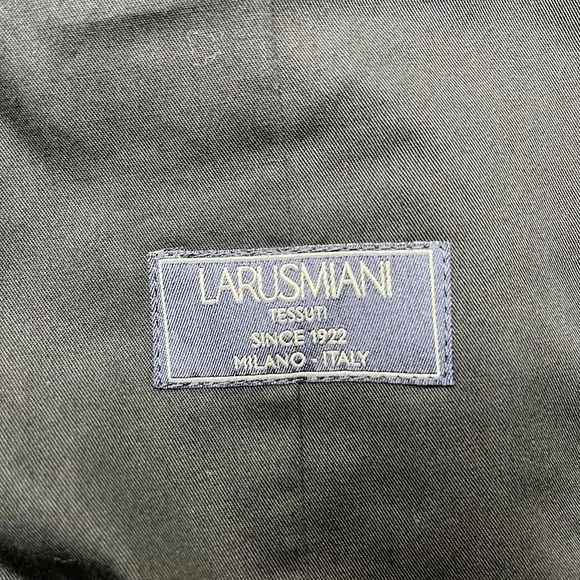 LARUSMIANI
TESSUTI
SINCE 1922
MILANO - ITALY